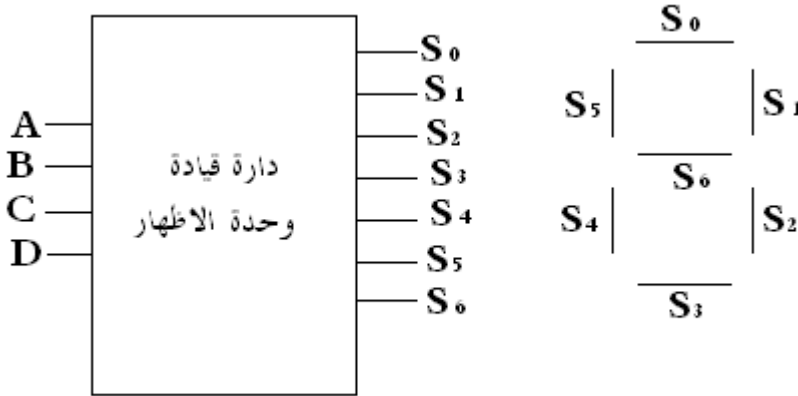 A
B
C
D
دارة قيادة
وحدة الاظهار
S0
S1
S2
S3
S4
S5
S6
S0
S5 S1
S6
S4 S2
S3